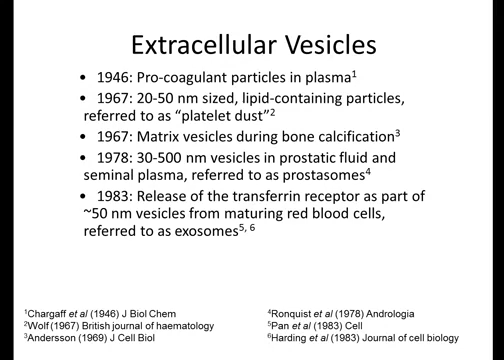 Extracellular Vesicles
• 1946: Pro-coagulant particles in plasma¹
• 1967: 20-50 nm sized, lipid-containing particles,
referred to as “platelet dust”²
• 1967: Matrix vesicles during bone calcification³
• 1978: 30-500 nm vesicles in prostatic fluid and
seminal plasma, referred to as prostasomes⁴
• 1983: Release of the transferrin receptor as part of
~50 nm vesicles from maturing red blood cells,
referred to as exosomes⁵, ⁶
¹Chargaff et al (1946) J Biol Chem
²Wolf (1967) British journal of haematology
³Andersson (1969) J Cell Biol
⁴Ronquist et al (1978) Andrologia
⁵Pan et al (1983) Cell
⁶Harding et al (1983) Journal of cell biology